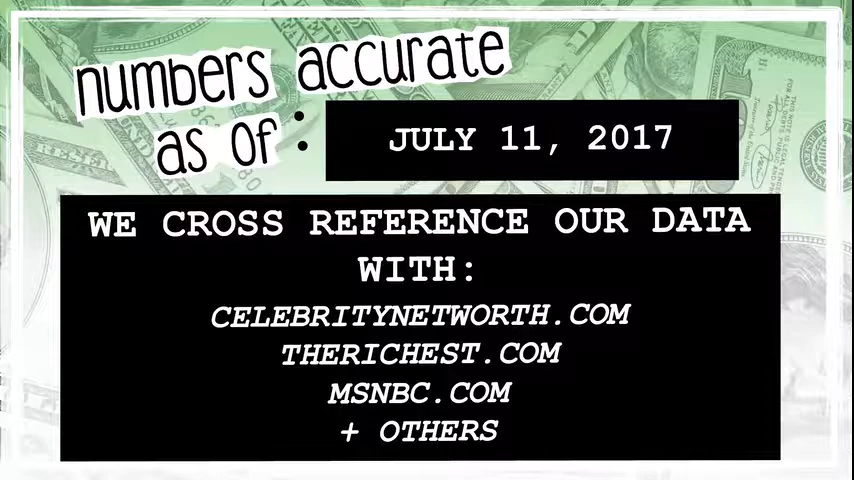 numbers accurate
as of: JULY 11, 2017
WE CROSS REFERENCE OUR DATA
WITH:
CELEBRITYNETWORTH.COM
THERICHEST.COM
MSNBC.COM
+ OTHERS